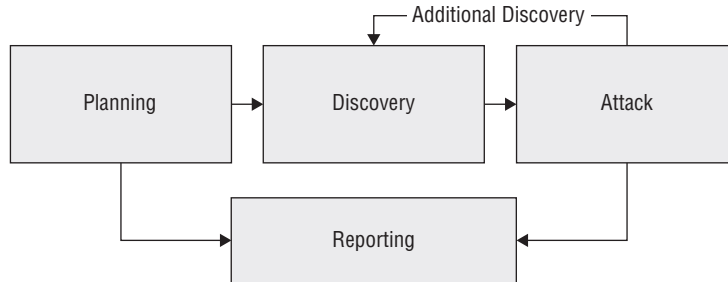 Additional Discovery
Planning
Discovery
Attack
Reporting